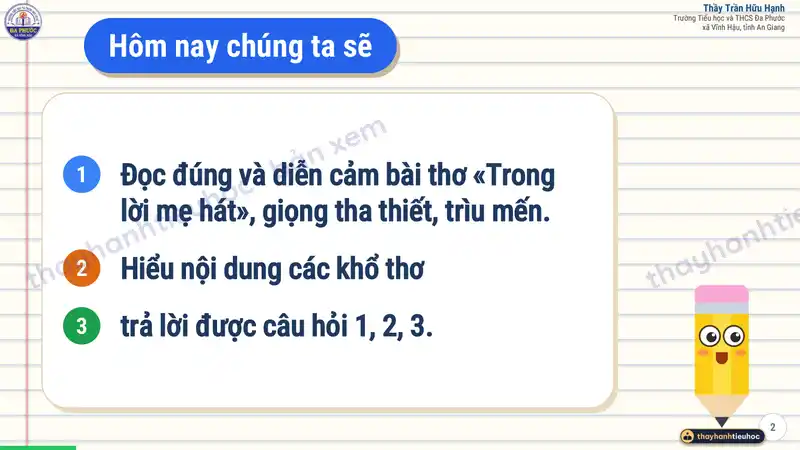 Thầy Trần Hữu Hạnh
Trường Tiểu học và THCS Đa Phước
xã Vĩnh Hậu, tỉnh An Giang
ĐA PHƯỚC
Hôm nay chúng ta sẽ
1 Đọc đúng và diễn cảm bài thơ «Trong
lời mẹ hát», giọng tha thiết, trìu mến.
2 Hiểu nội dung các khổ thơ
3 trả lời được câu hỏi 1, 2, 3.
2
thayhanhtieuhoc